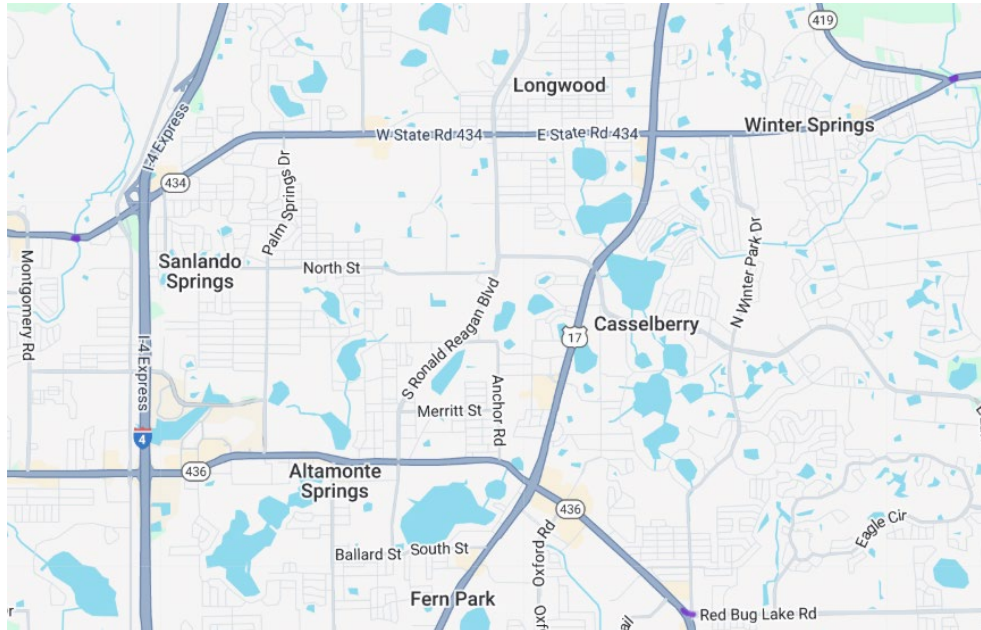 419
Longwood
W State Rd 434
E State Rd 434
Winter Springs
I-4 Express
434
Palm Springs Dr
Montgomery Rd
Sanlando
Springs
North St
N Winter Park Dr
S Ronald Reagan Blvd
17
Casselberry
I-4 Express
Anchor Rd
Merritt St
4
436
Altamonte
Springs
436
Eagle Cir
Ballard St
South St
Oxford Rd
Fern Park
Red Bug Lake Rd